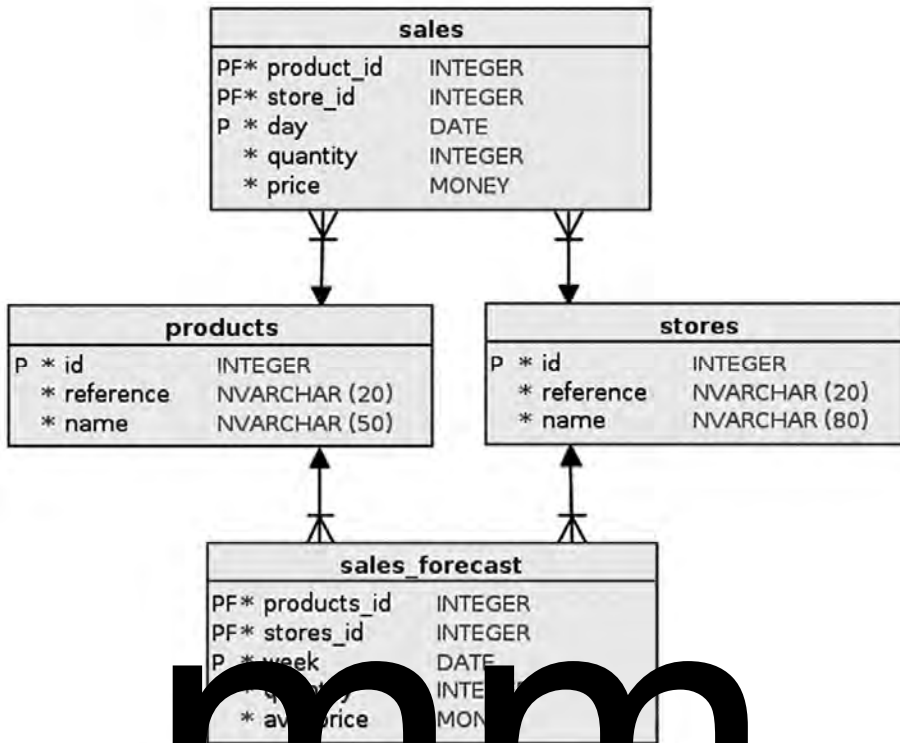 sales
PF* product_id INTEGER
PF* store_id INTEGER
P * day DATE
* quantity INTEGER
* price MONEY
products
P * id INTEGER
* reference NVARCHAR (20)
* name NVARCHAR (50)
stores
P * id INTEGER
* reference NVARCHAR (20)
* name NVARCHAR (80)
sales_forecast
PF* products_id INTEGER
PF* stores_id INTEGER
P * week DATE
*
*
mm